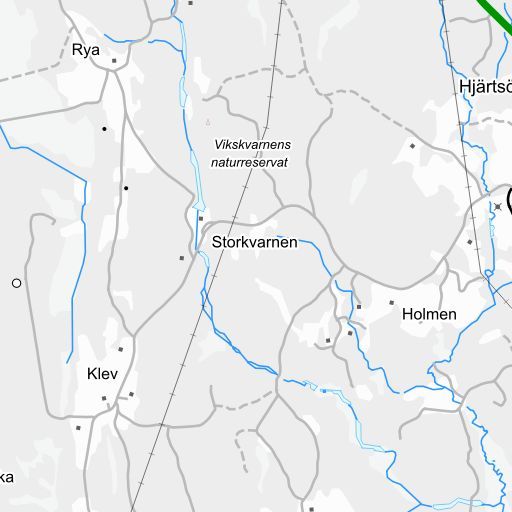 Rya
Hjärtsö
Vikskvarnens
naturreservat
Storkvarnen
Holmen
Klev
ka